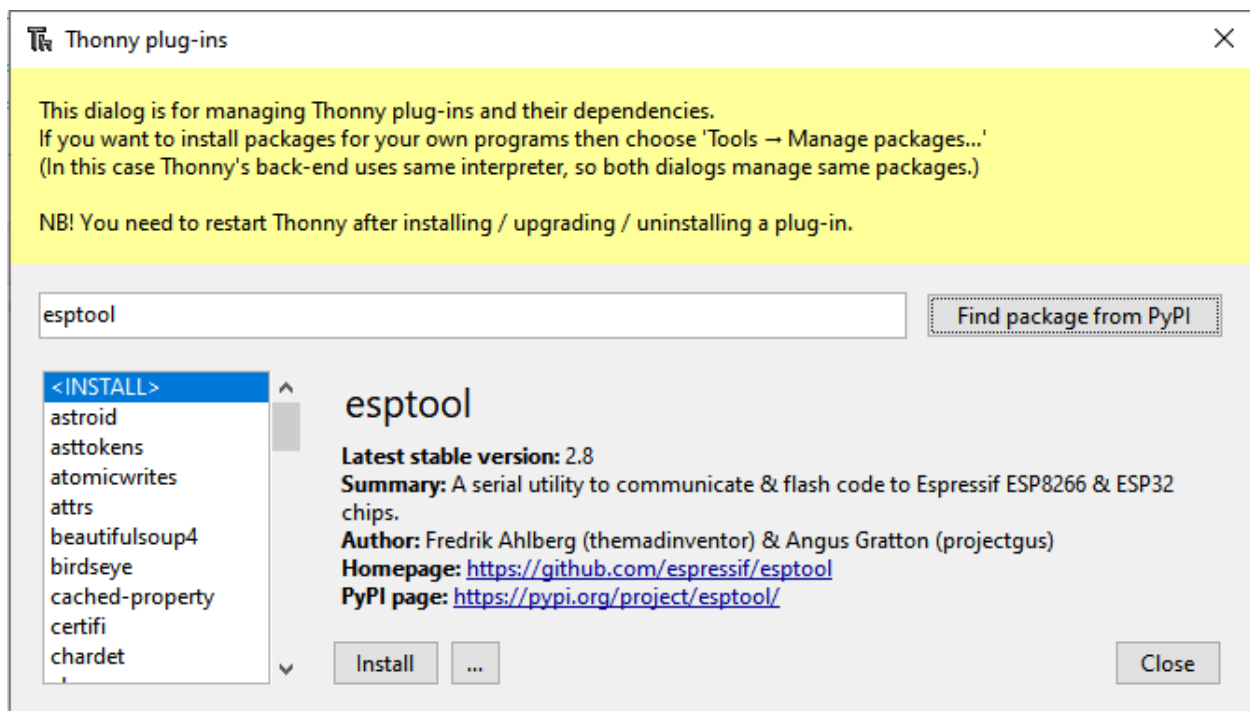 Thonny plug-ins
This dialog is for managing Thonny plug-ins and their dependencies.
If you want to install packages for your own programs then choose 'Tools → Manage packages...'
(In this case Thonny's back-end uses same interpreter, so both dialogs manage same packages.)
NB! You need to restart Thonny after installing / upgrading / uninstalling a plug-in.
esptool
Find package from PyPI
<INSTALL>
astroid
asttokens
atomicwrites
attrs
beautifulsoup4
birdseye
cached-property
certifi
chardet
esptool
Latest stable version: 2.8
Summary: A serial utility to communicate & flash code to Espressif ESP8266 & ESP32
chips.
Author: Fredrik Ahlberg (themadinventor) & Angus Gratton (projectgus)
Homepage: https://github.com/espressif/esptool
PyPI page: https://pypi.org/project/esptool/
Install
...
Close